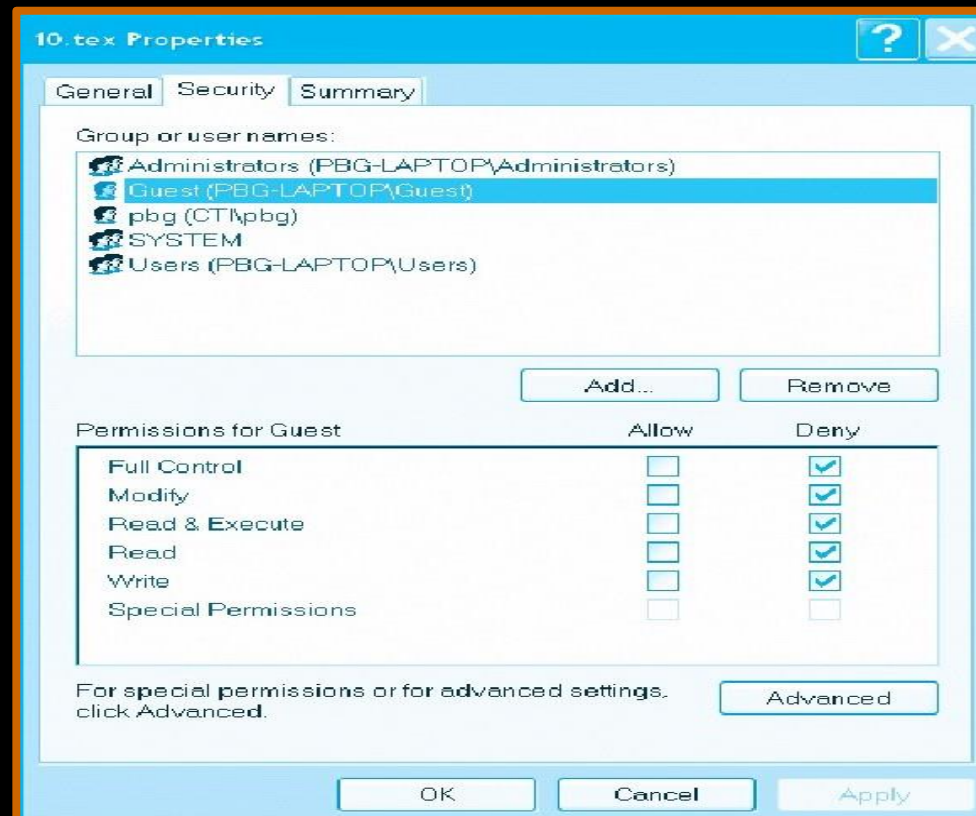 10.tex Properties
?
General Security Summary
Group or user names:
Administrators (PBG-LAPTOP\Administrators)
Guest (PBG-LAPTOP\Guest)
pbg (CTI\pbg)
SYSTEM
Users (PBG-LAPTOP\Users)
Add... Remove
Permissions for Guest Allow Deny
Full Control
Modify
Read & Execute
Read
Write
Special Permissions
For special permissions or for advanced settings,
click Advanced.
Advanced
OK Cancel Apply